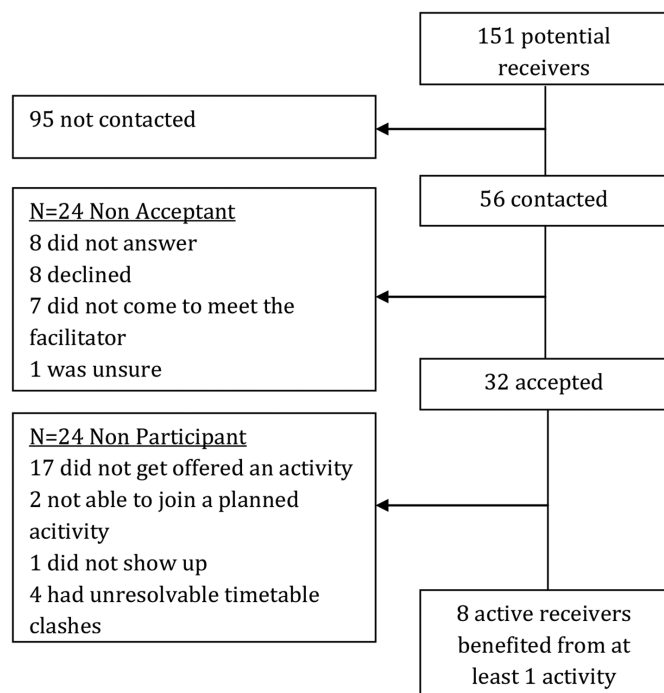 151 potential
receivers
95 not contacted
56 contacted
N=24 Non Acceptant
8 did not answer
8 declined
7 did not come to meet the
facilitator
1 was unsure
32 accepted
N=24 Non Participant
17 did not get offered an activity
2 not able to join a planned
acitivity
1 did not show up
4 had unresolvable timetable
clashes
8 active receivers
benefited from at
least 1 activity